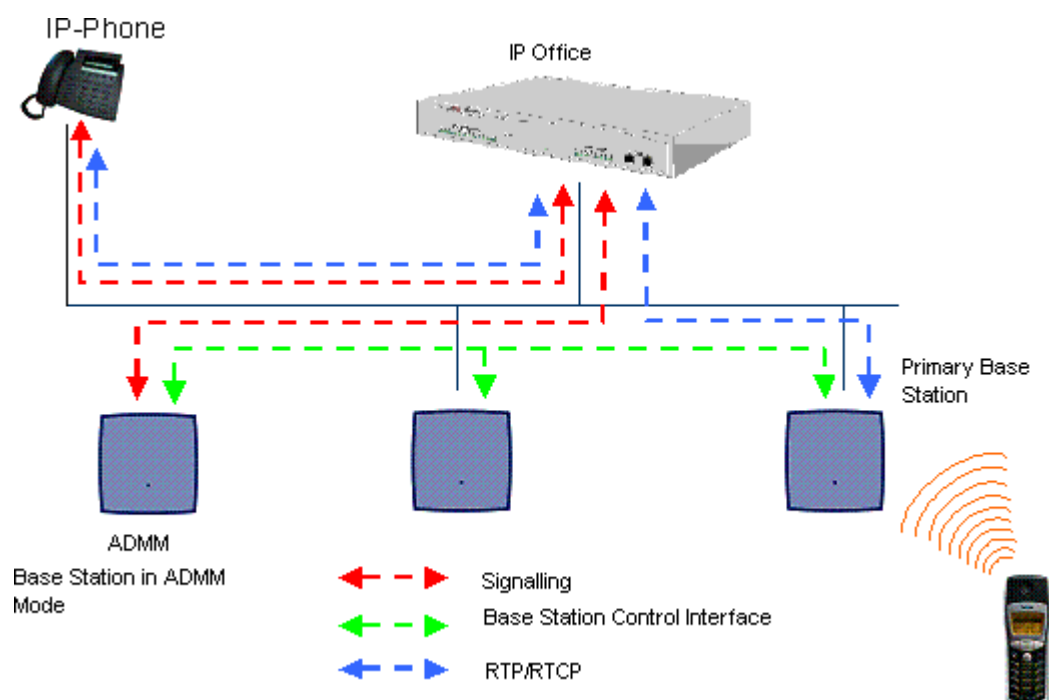 IP-Phone
IP Office
Primary Base
Station
ADMM
Base Station in ADMM
Mode
Signalling
Base Station Control Interface
RTP/RTCP